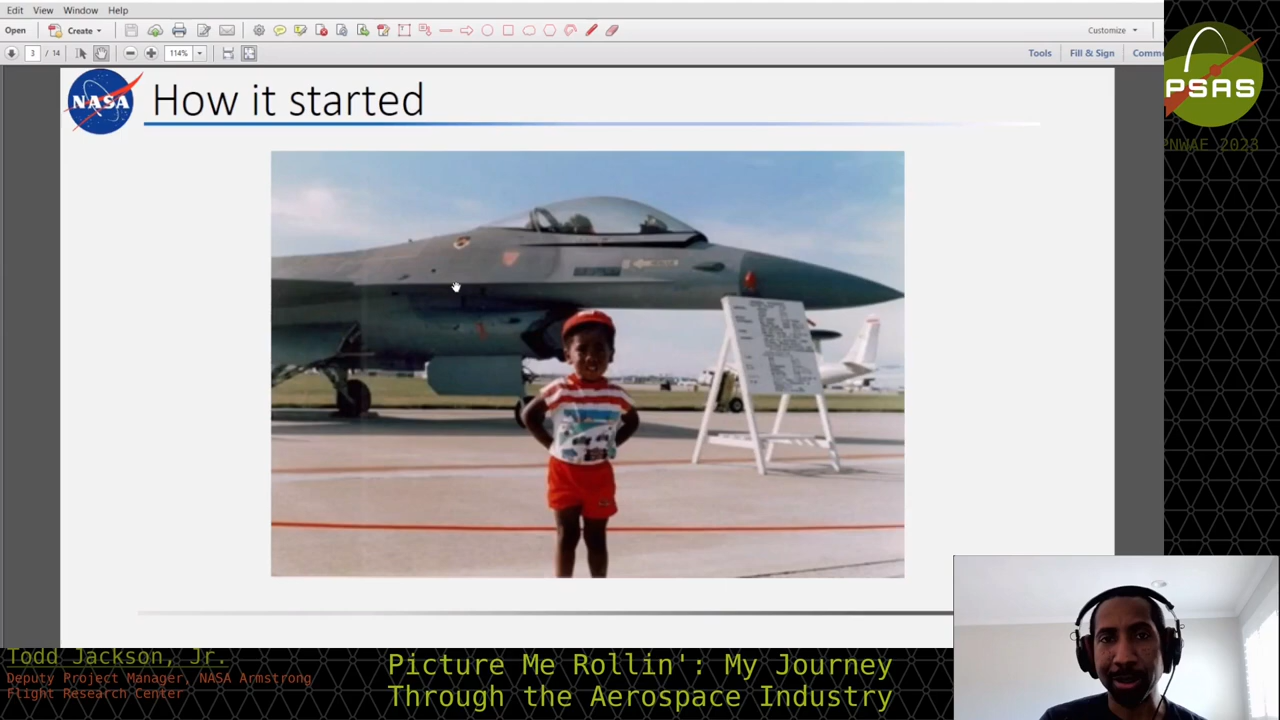 Edit View Window Help
Open Create Customize
3 / 14 114% Tools Fill & Sign Comm
NASA How it started
PSAS
PNWAE 2023
Todd Jackson, Jr.
Deputy Project Manager, NASA Armstrong
Flight Research Center
Picture Me Rollin': My Journey
Through the Aerospace Industry